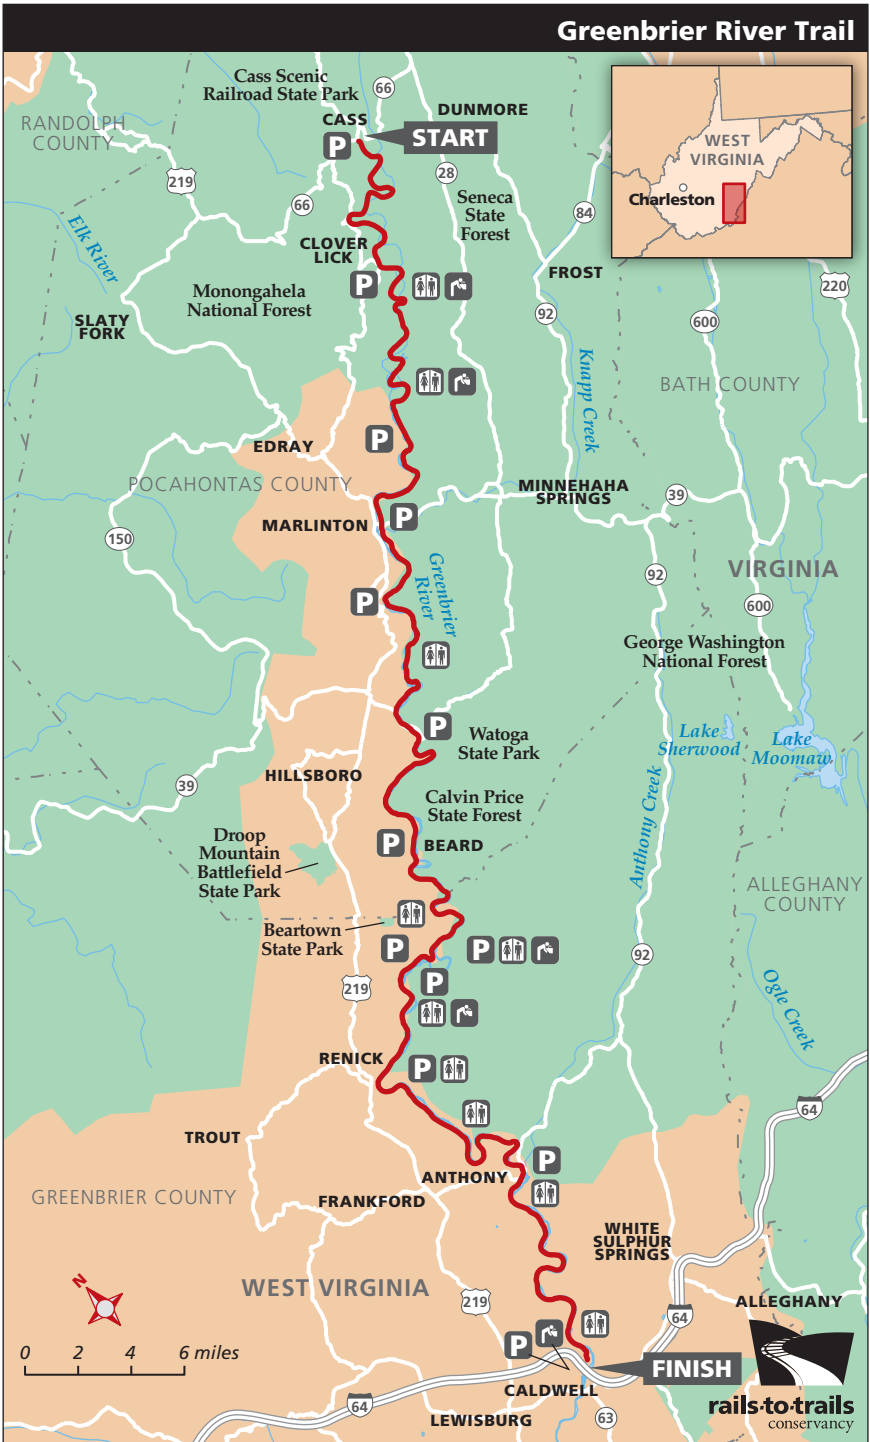 Greenbrier River Trail
Cass Scenic
Railroad State Park
66
DUNMORE
CASS
P
START
RANDOLPH
COUNTY
219
28
WEST
VIRGINIA
Charleston
66
Seneca
State
Forest
84
Elk River
CLOVER
LICK
FROST
P
220
Monongahela
National Forest
92
600
SLATY
FORK
Knapp Creek
BATH COUNTY
P
EDRAY
POCAHONTAS COUNTY
MINNEHAHA
SPRINGS
39
MARLINTON
P
150
Greenbrier
River
92
VIRGINIA
P
600
George Washington
National Forest
P
Watoga
State Park
Lake
Sherwood
Lake
Moomaw
HILLSBORO
39
Calvin Price
State Forest
Anthony Creek
Droop
Mountain
Battlefield
State Park
P
BEARD
ALLEGHANY
COUNTY
Beartown
State Park
P
P
92
P
219
Ogle Creek
RENICK
P
64
TROUT
ANTHONY
P
GREENBRIER COUNTY
FRANKFORD
WHITE
SULPHUR
SPRINGS
N
WEST VIRGINIA
219
64
ALLEGHANY
0 2 4 6 miles
P
FINISH
CALDWELL
64
LEWISBURG
63
rails·to·trails
conservancy